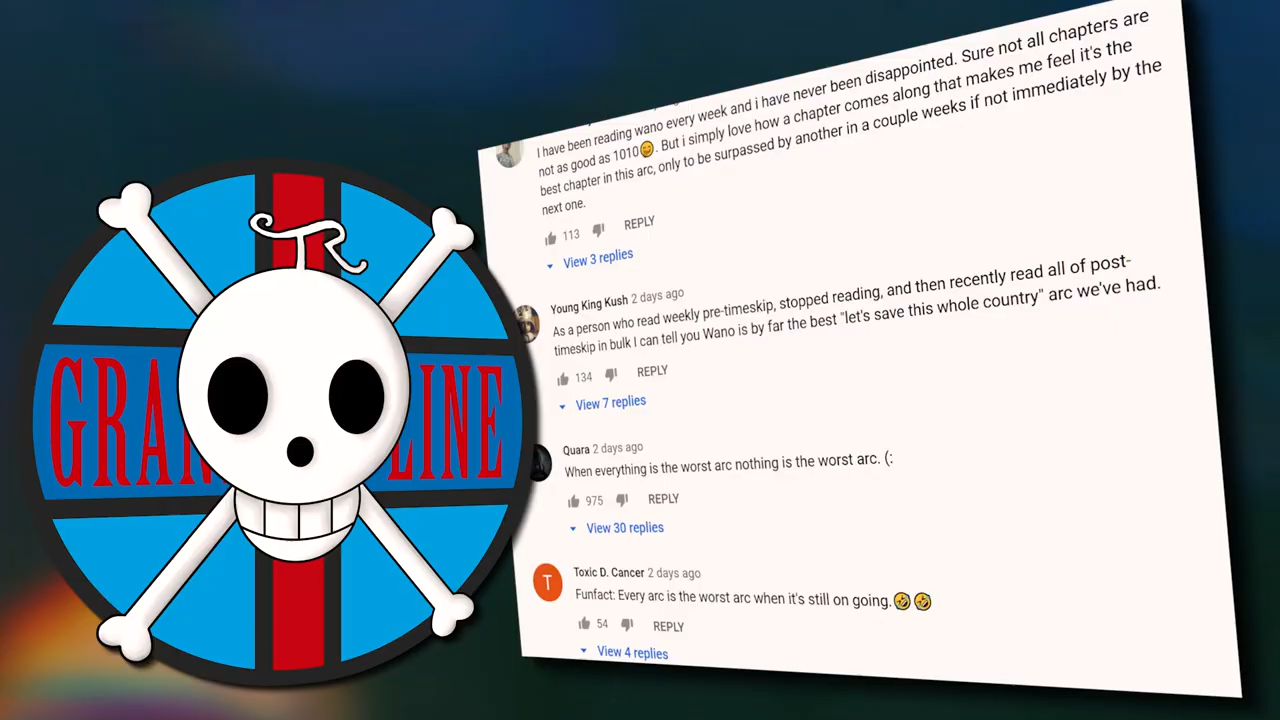 GRAN LINE
TR
I have been reading wano every week and i have never been disappointed. Sure not all chapters are
not as good as 1010😊. But i simply love how a chapter comes along that makes me feel it's the
best chapter in this arc, only to be surpassed by another in a couple weeks if not immediately by the
next one.
113 REPLY
View 3 replies
Young King Kush 2 days ago
As a person who read weekly pre-timeskip, stopped reading, and then recently read all of post-
timeskip in bulk I can tell you Wano is by far the best "let's save this whole country" arc we've had.
134 REPLY
View 7 replies
Quara 2 days ago
When everything is the worst arc nothing is the worst arc. (:
975 REPLY
View 30 replies
T
Toxic D. Cancer 2 days ago
Funfact: Every arc is the worst arc when it's still on going.🤣🤣
54 REPLY
View 4 replies